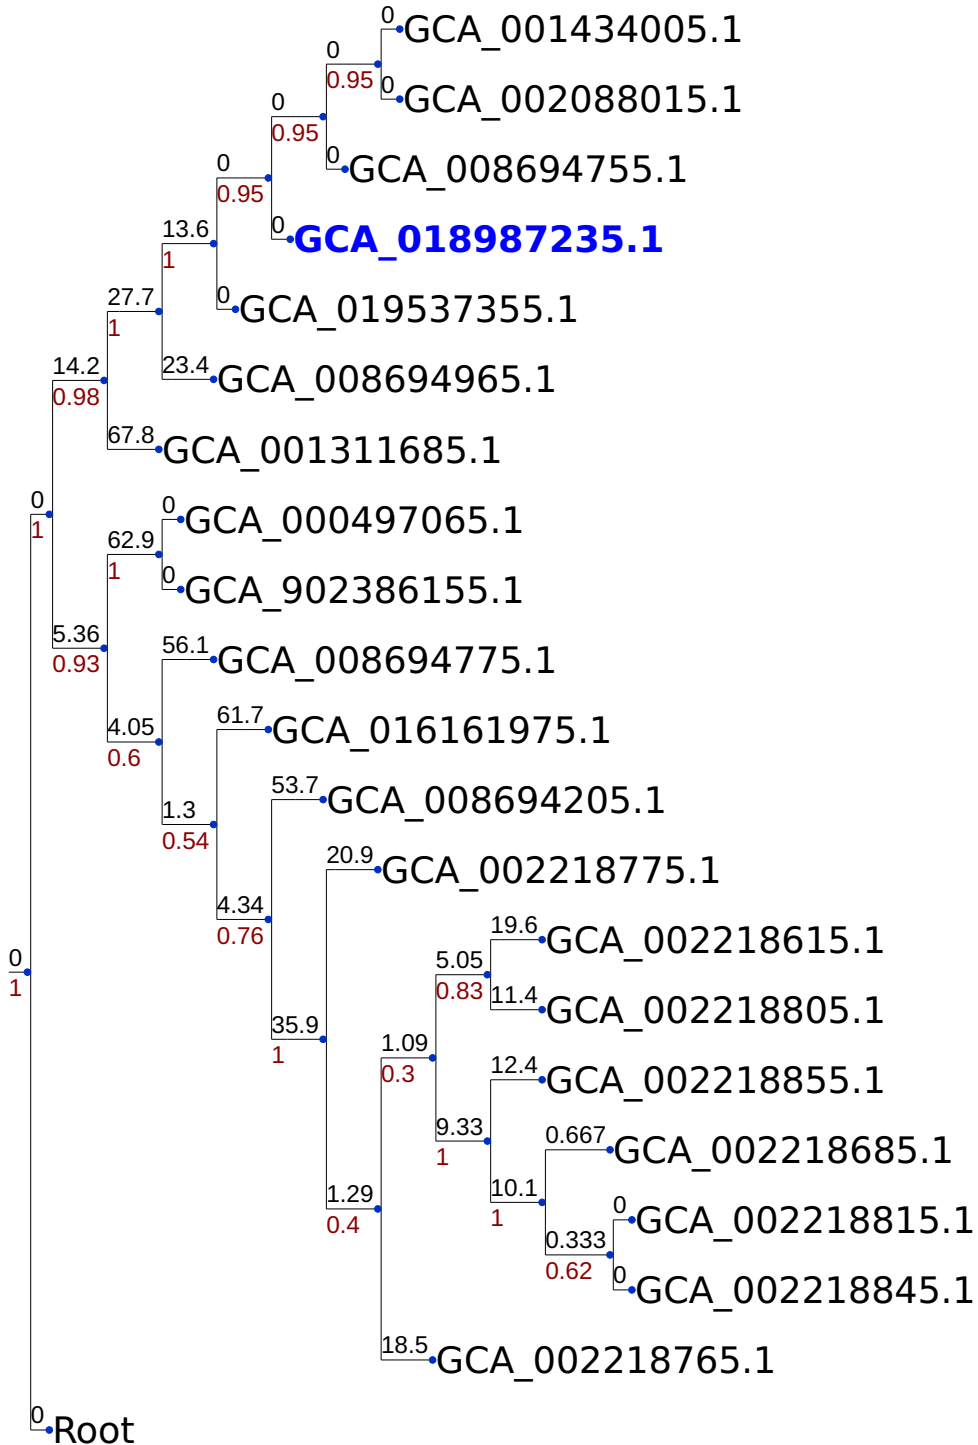 0
GCA_001434005.1
0
0.95
0
GCA_002088015.1
0
0.95
0
GCA_008694755.1
0
0.95
0
GCA_018987235.1
13.6
1
0
GCA_019537355.1
27.7
1
23.4
GCA_008694965.1
14.2
0.98
67.8
GCA_001311685.1
0
1
0
GCA_000497065.1
62.9
1
0
GCA_902386155.1
5.36
0.93
56.1
GCA_008694775.1
4.05
0.6
61.7
GCA_016161975.1
1.3
0.54
53.7
GCA_008694205.1
20.9
GCA_002218775.1
4.34
0.76
19.6
GCA_002218615.1
0
1
5.05
0.83
11.4
GCA_002218805.1
35.9
1
1.09
0.3
12.4
GCA_002218855.1
9.33
1
0.667
GCA_002218685.1
10.1
1
1.29
0.4
0
GCA_002218815.1
0.333
0.62
0
GCA_002218845.1
18.5
GCA_002218765.1
0
Root